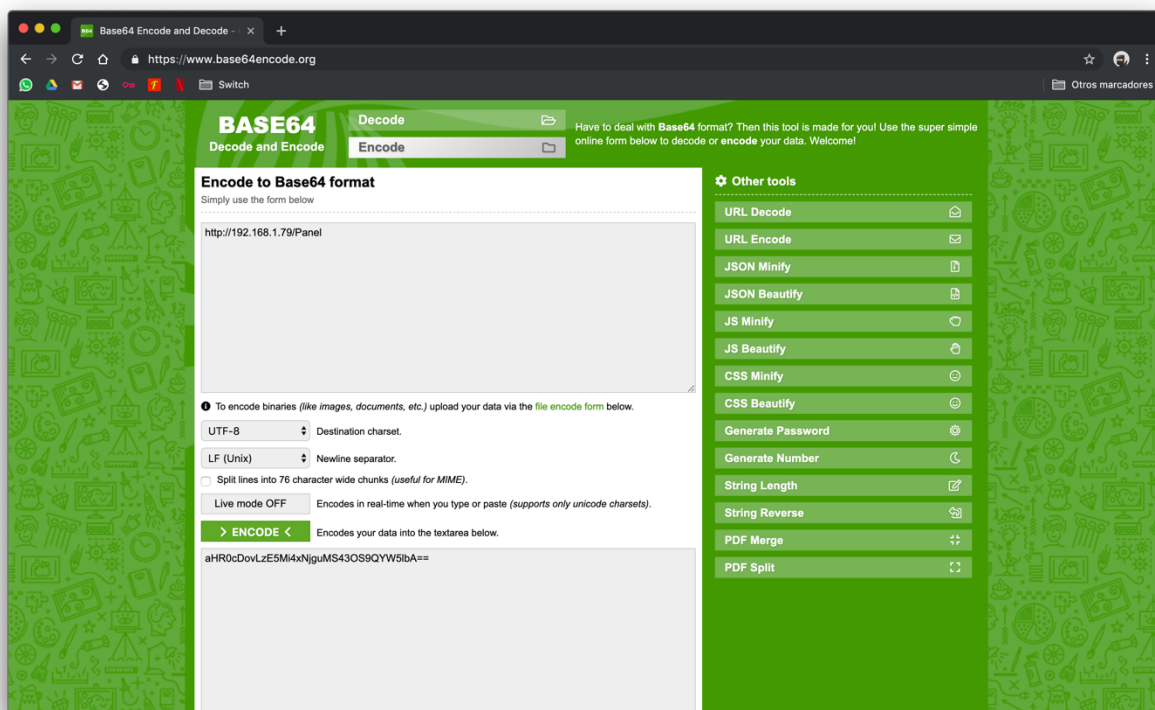 B64 Base64 Encode and Decode -
https://www.base64encode.org
Switch
Otros marcadores
BASE64
Decode and Encode
Decode
Encode
Have to deal with Base64 format? Then this tool is made for you! Use the super simple
online form below to decode or encode your data. Welcome!
Encode to Base64 format
Simply use the form below
http://192.168.1.79/Panel
To encode binaries (like images, documents, etc.) upload your data via the file encode form below.
UTF-8 Destination charset.
LF (Unix) Newline separator.
Split lines into 76 character wide chunks (useful for MIME).
Live mode OFF Encodes in real-time when you type or paste (supports only unicode charsets).
> ENCODE < Encodes your data into the textarea below.
aHR0cDovLzE5Mi4xNjguMS43OS9QYW5lbA==
Other tools
URL Decode
URL Encode
JSON Minify
JSON Beautify
JS Minify
JS Beautify
CSS Minify
CSS Beautify
Generate Password
Generate Number
String Length
String Reverse
PDF Merge
PDF Split